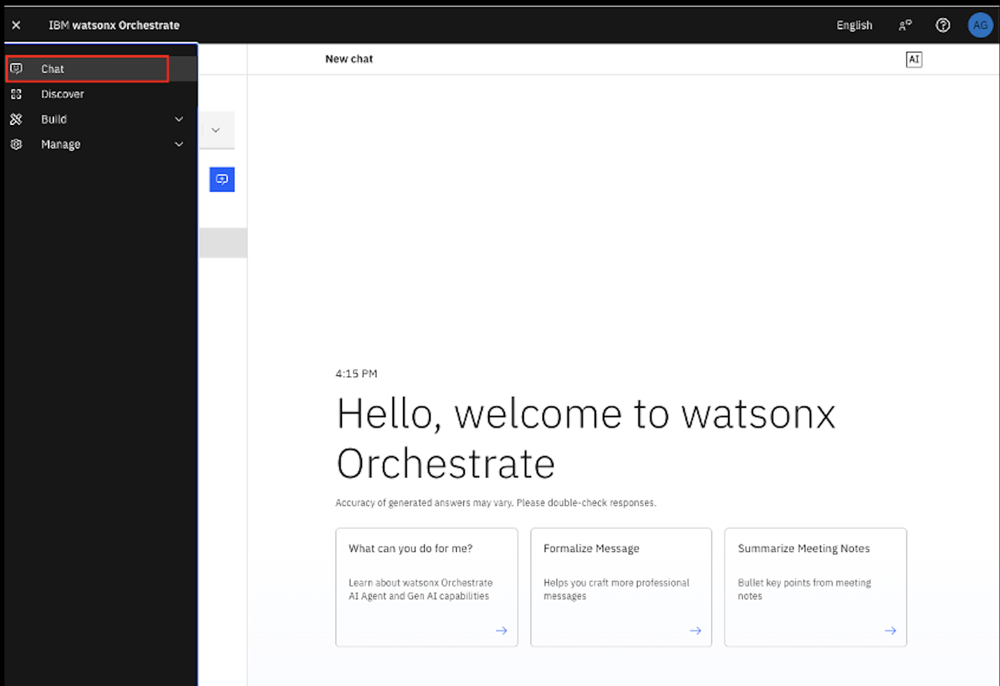 IBM watsonx Orchestrate
English
AG
Chat
Discover
Build
Manage
New chat
AI
4:15 PM
Hello, welcome to watsonx
Orchestrate
Accuracy of generated answers may vary. Please double-check responses.
What can you do for me?
Learn about watsonx Orchestrate
AI Agent and Gen AI capabilities
Formalize Message
Helps you craft more professional
messages
Summarize Meeting Notes
Bullet key points from meeting
notes